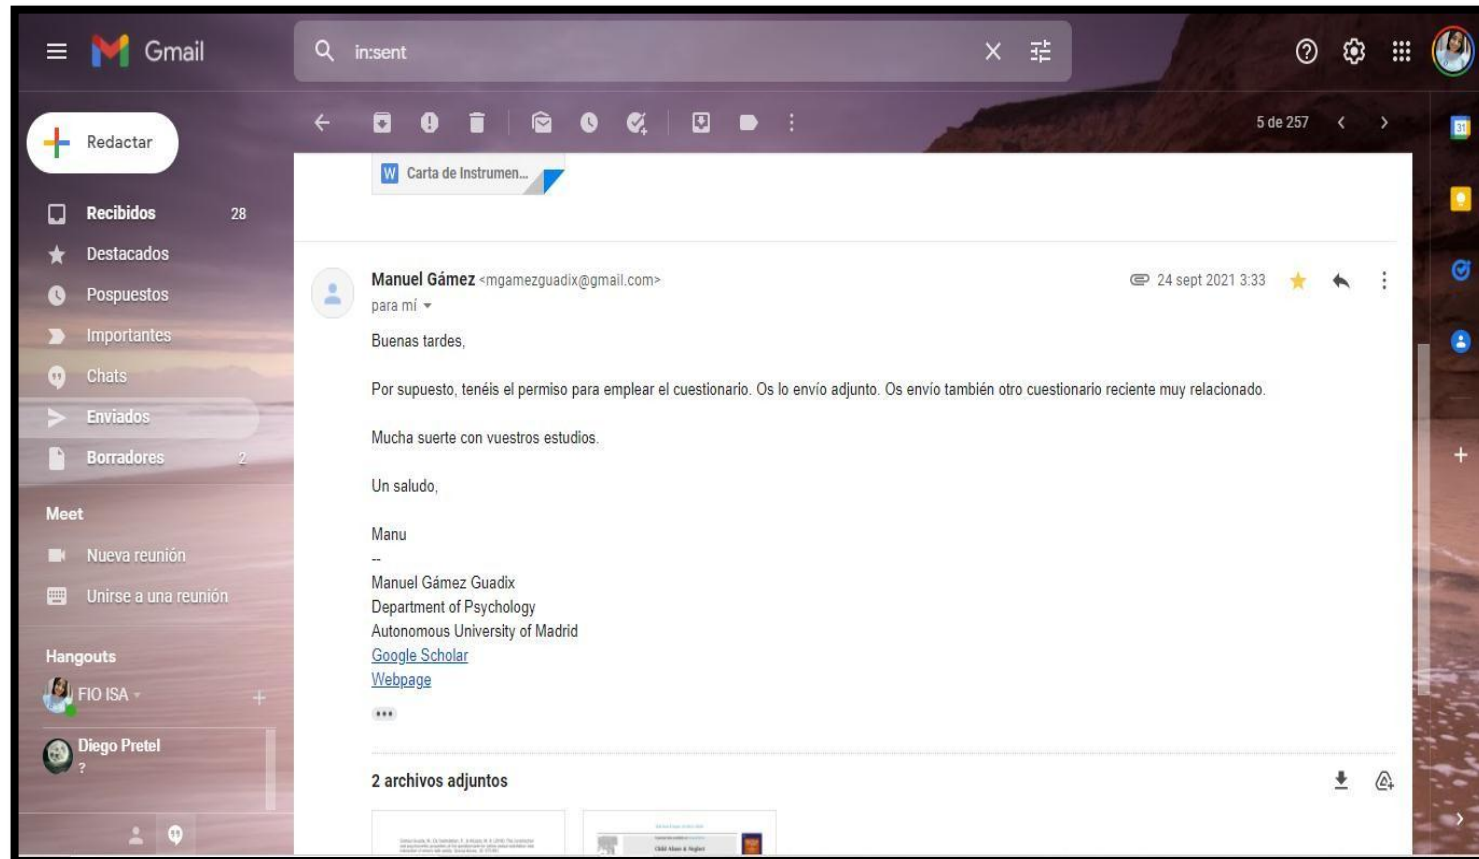 Gmail
in:sent
Redactar
5 de 257
31
W Carta de Instrumen...
Recibidos 28
Destacados
Pospuestos
Importantes
Chats
Enviados
Borradores 2
Meet
Nueva reunión
Unirse a una reunión
Hangouts
FIO ISA
Diego Pretel
?
Manuel Gámez <mgamezguadix@gmail.com>
24 sept 2021 3:33
para mí
Buenas tardes,
Por supuesto, tenéis el permiso para emplear el cuestionario. Os lo envío adjunto. Os envío también otro cuestionario reciente muy relacionado.
Mucha suerte con vuestros estudios.
Un saludo,
Manu
--
Manuel Gámez Guadix
Department of Psychology
Autonomous University of Madrid
Google Scholar
Webpage
2 archivos adjuntos
Child Abuse & Neglect